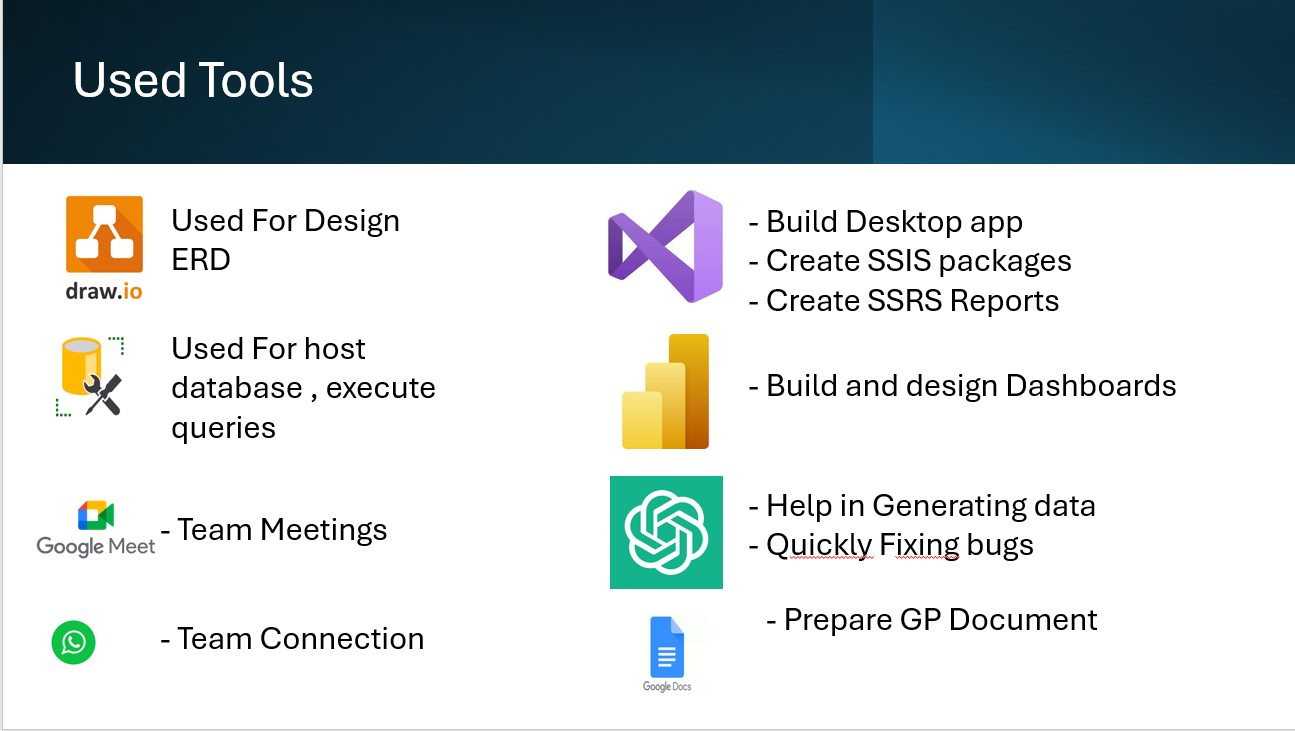 Used Tools
Used For Design
ERD
draw.io
Used For host
database , execute
queries
Google Meet
- Team Meetings
- Team Connection
- Build Desktop app
- Create SSIS packages
- Create SSRS Reports
- Build and design Dashboards
- Help in Generating data
- Quickly Fixing bugs
- Prepare GP Document
Google Docs